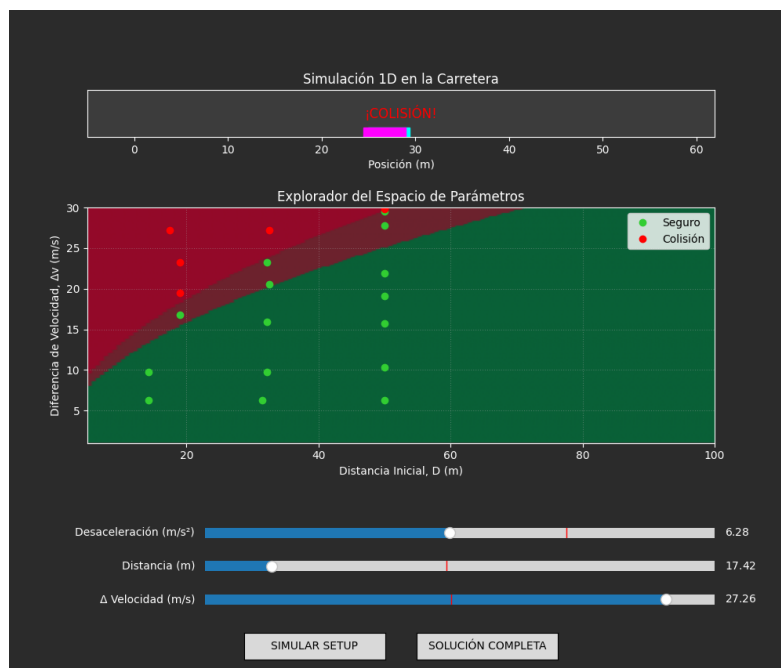 Simulación 1D en la Carretera
¡COLISIÓN!
0 10 20 30 40 50 60
Posición (m)
Explorador del Espacio de Parámetros
Diferencia de Velocidad, Δv (m/s)
30
25
20
15
10
5
Seguro
Colisión
20 40 60 80 100
Distancia Inicial, D (m)
Desaceleración (m/s²) 6.28
Distancia (m) 17.42
Δ Velocidad (m/s) 27.26
SIMULAR SETUP SOLUCIÓN COMPLETA